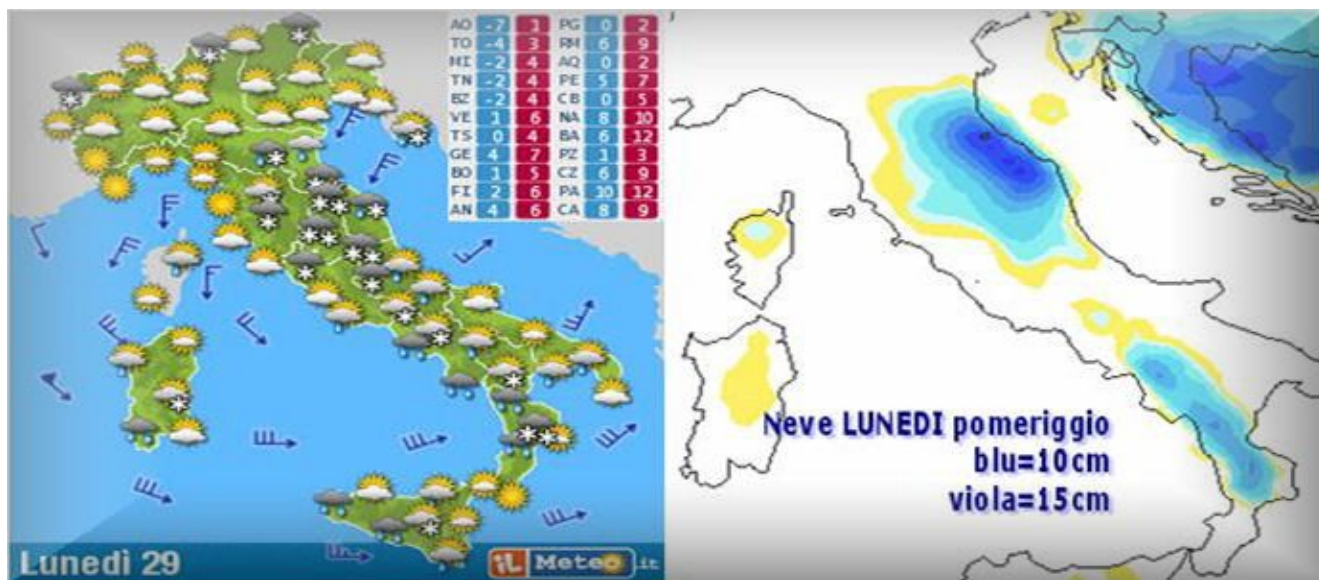 AO -7 1 PG 0 2
TO -4 3 RM 6 9
MI -2 4 AQ 0 2
TN -2 4 PE 5 7
BZ -2 4 CB 0 5
VE 1 6 NA 8 10
TS 0 4 BA 6 12
GE 4 7 PZ 1 3
BO 1 5 CZ 6 9
FI 2 6 PA 10 12
AN 4 6 CA 8 9
Lunedì 29
iL Meteo.it
Neve LUNEDI pomeriggio
blu=10cm
viola=15cm